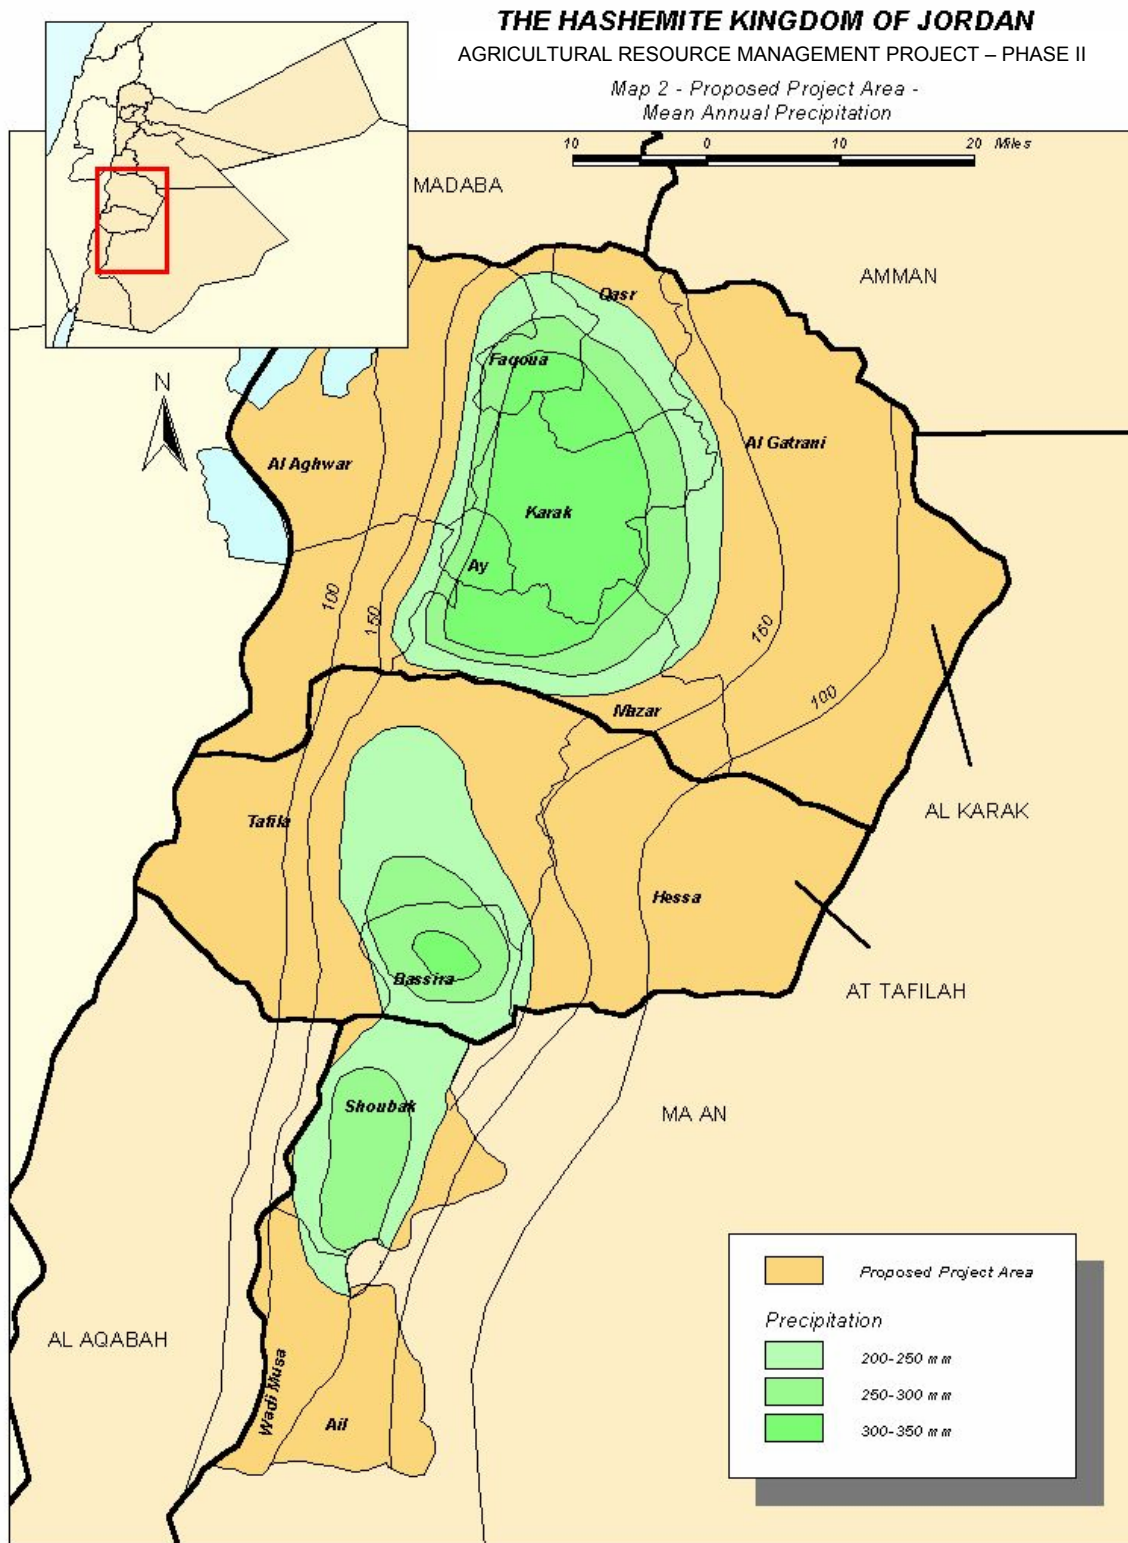 THE HASHEMITE KINGDOM OF JORDAN
AGRICULTURAL RESOURCE MANAGEMENT PROJECT – PHASE II
Map 2 - Proposed Project Area -
Mean Annual Precipitation
10 0 10 20 Miles
MADABA
AMMAN
Qasr
Faqoua
N
Al Gatrani
Al Aghwar
Karak
Ay
100
150
160
100
Mazar
AL KARAK
Tafila
Hessa
Bassira
AT TAFILAH
Shoubak
MA AN
Proposed Project Area
Precipitation
200-250 mm
250-300 mm
300-350 mm
AL AQABAH
Wadi Musa
Ail